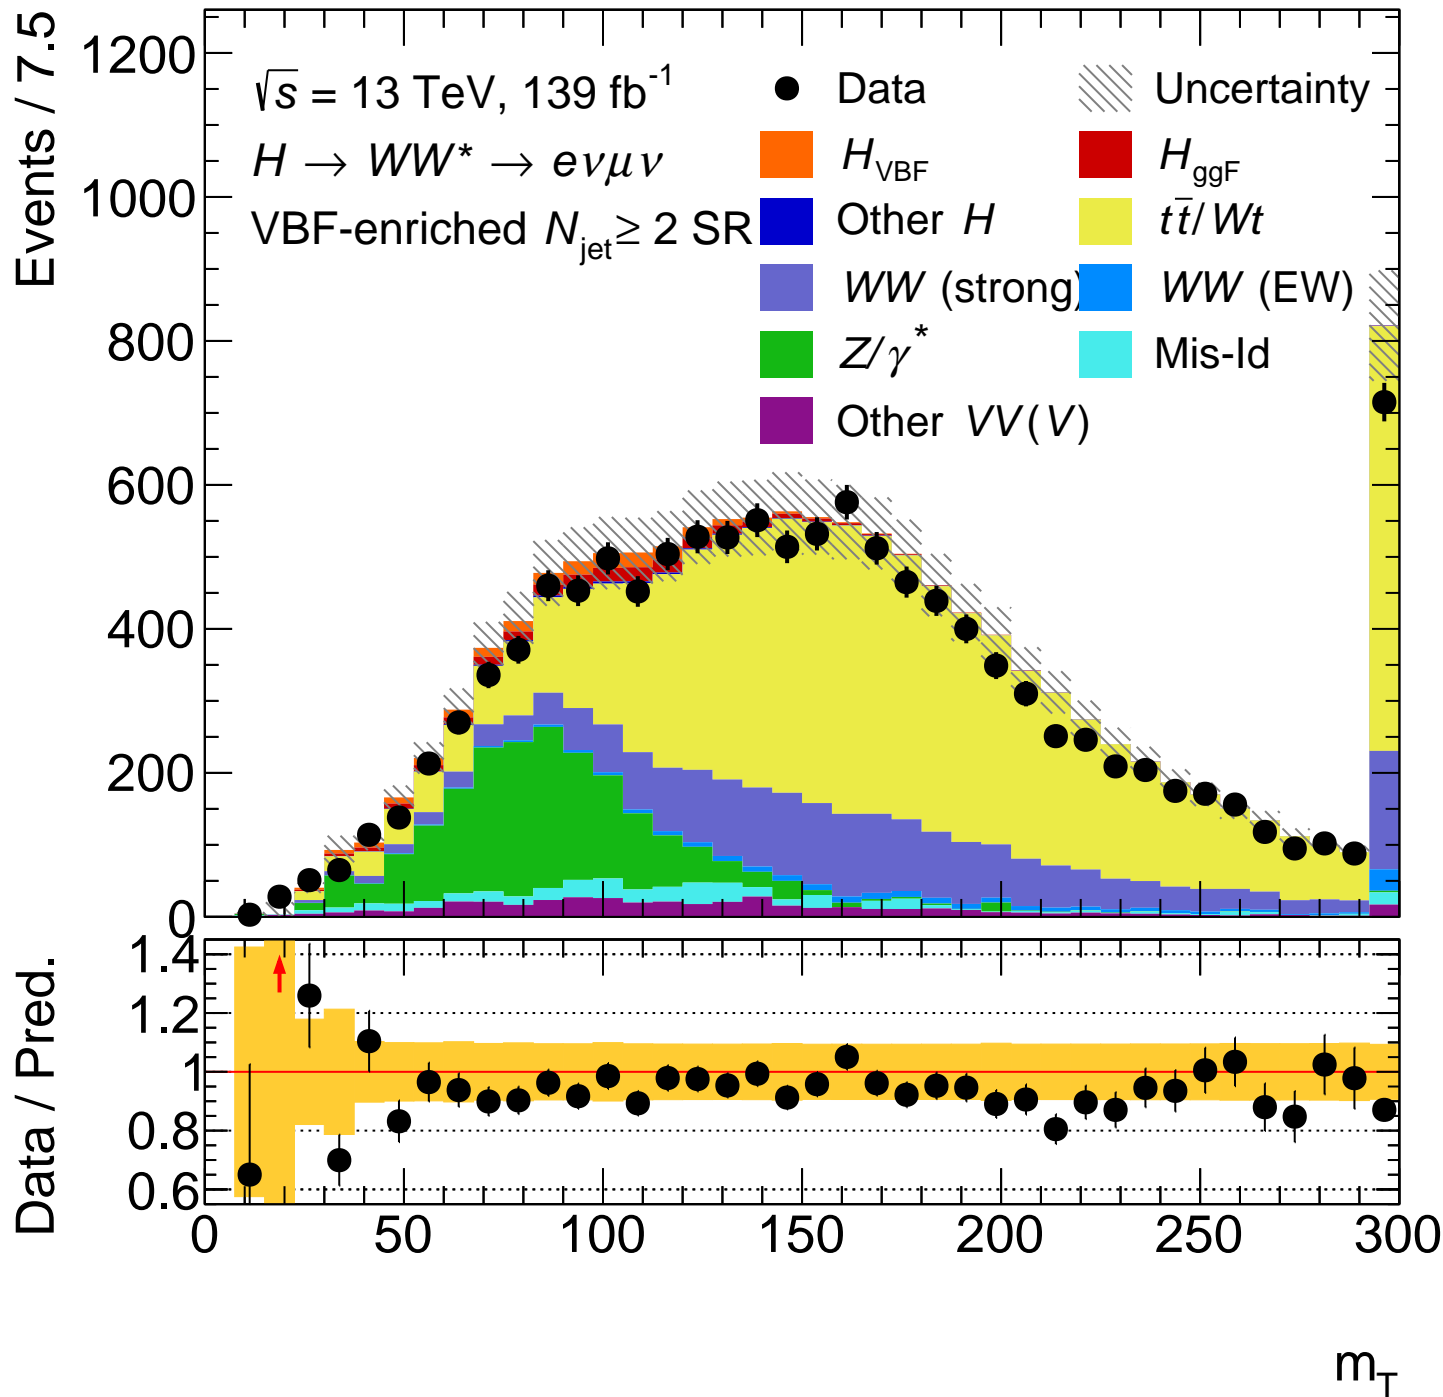 Events / 7.5
1200
1000
800
600
400
200
0
√s = 13 TeV, 139 fb⁻¹
H → WW* → eνμν
VBF-enriched N_jet ≥ 2 SR
Data
Uncertainty
H_VBF
H_ggF
Other H
tt̄/Wt
WW (strong)
WW (EW)
Z/γ*
Mis-Id
Other VV(V)
Data / Pred.
1.4
1.2
1
0.8
0.6
0 50 100 150 200 250 300
m_T